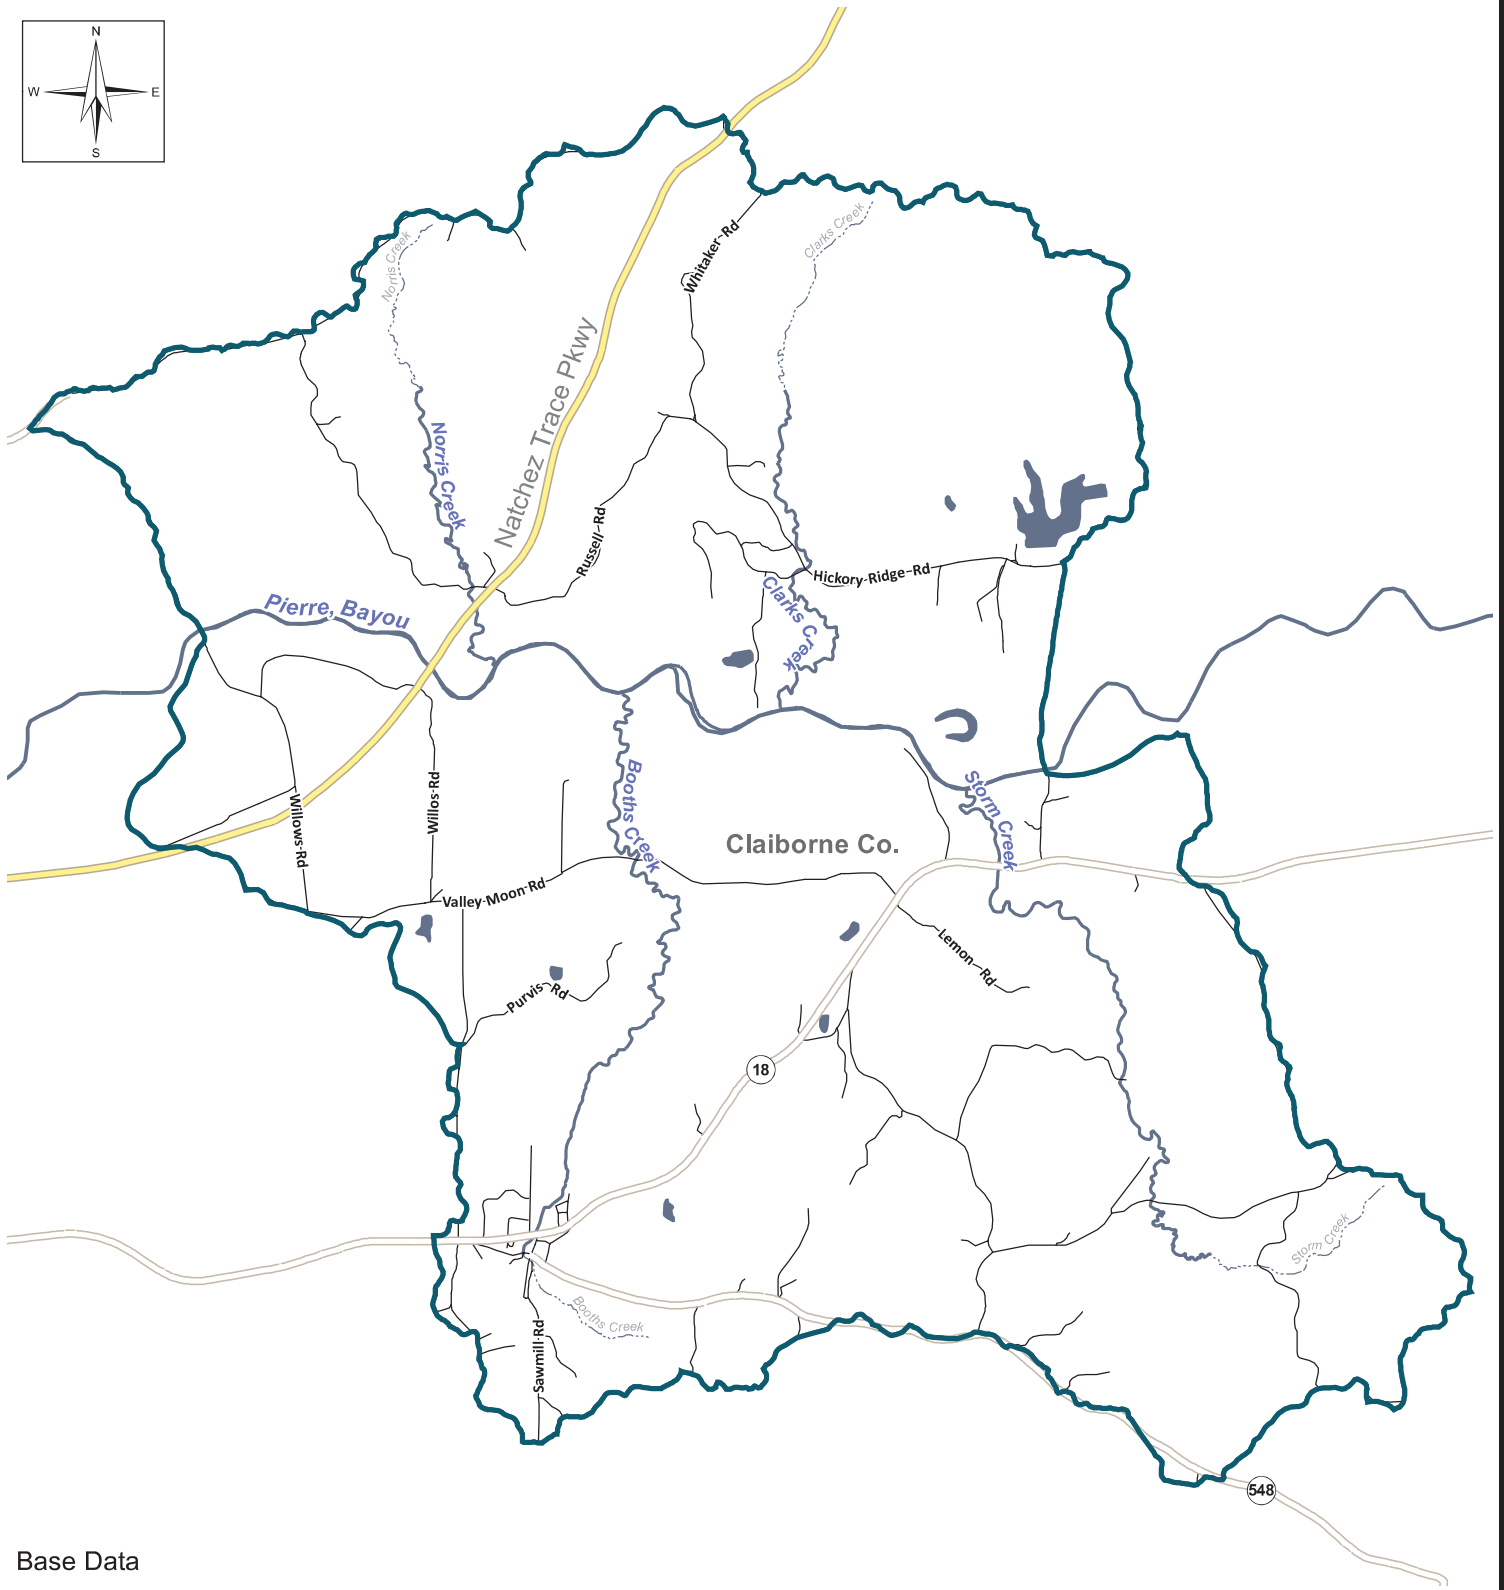 N
W E
S
Whitaker-Rd
Clarks Creek
Norris Creek
Natchez Trace Pkwy
Norris Creek
Russell-Rd
Hickory-Ridge-Rd
Clarks Creek
Pierre, Bayou
Booths Creek
Storm Creek
Willos-Rd
Willows-Rd
Claiborne Co.
Valley-Moon-Rd
Lemon-Rd
Purvis-Rd
18
Storm Creek
Booths Creek
Sawmill-Rd
548
Base Data